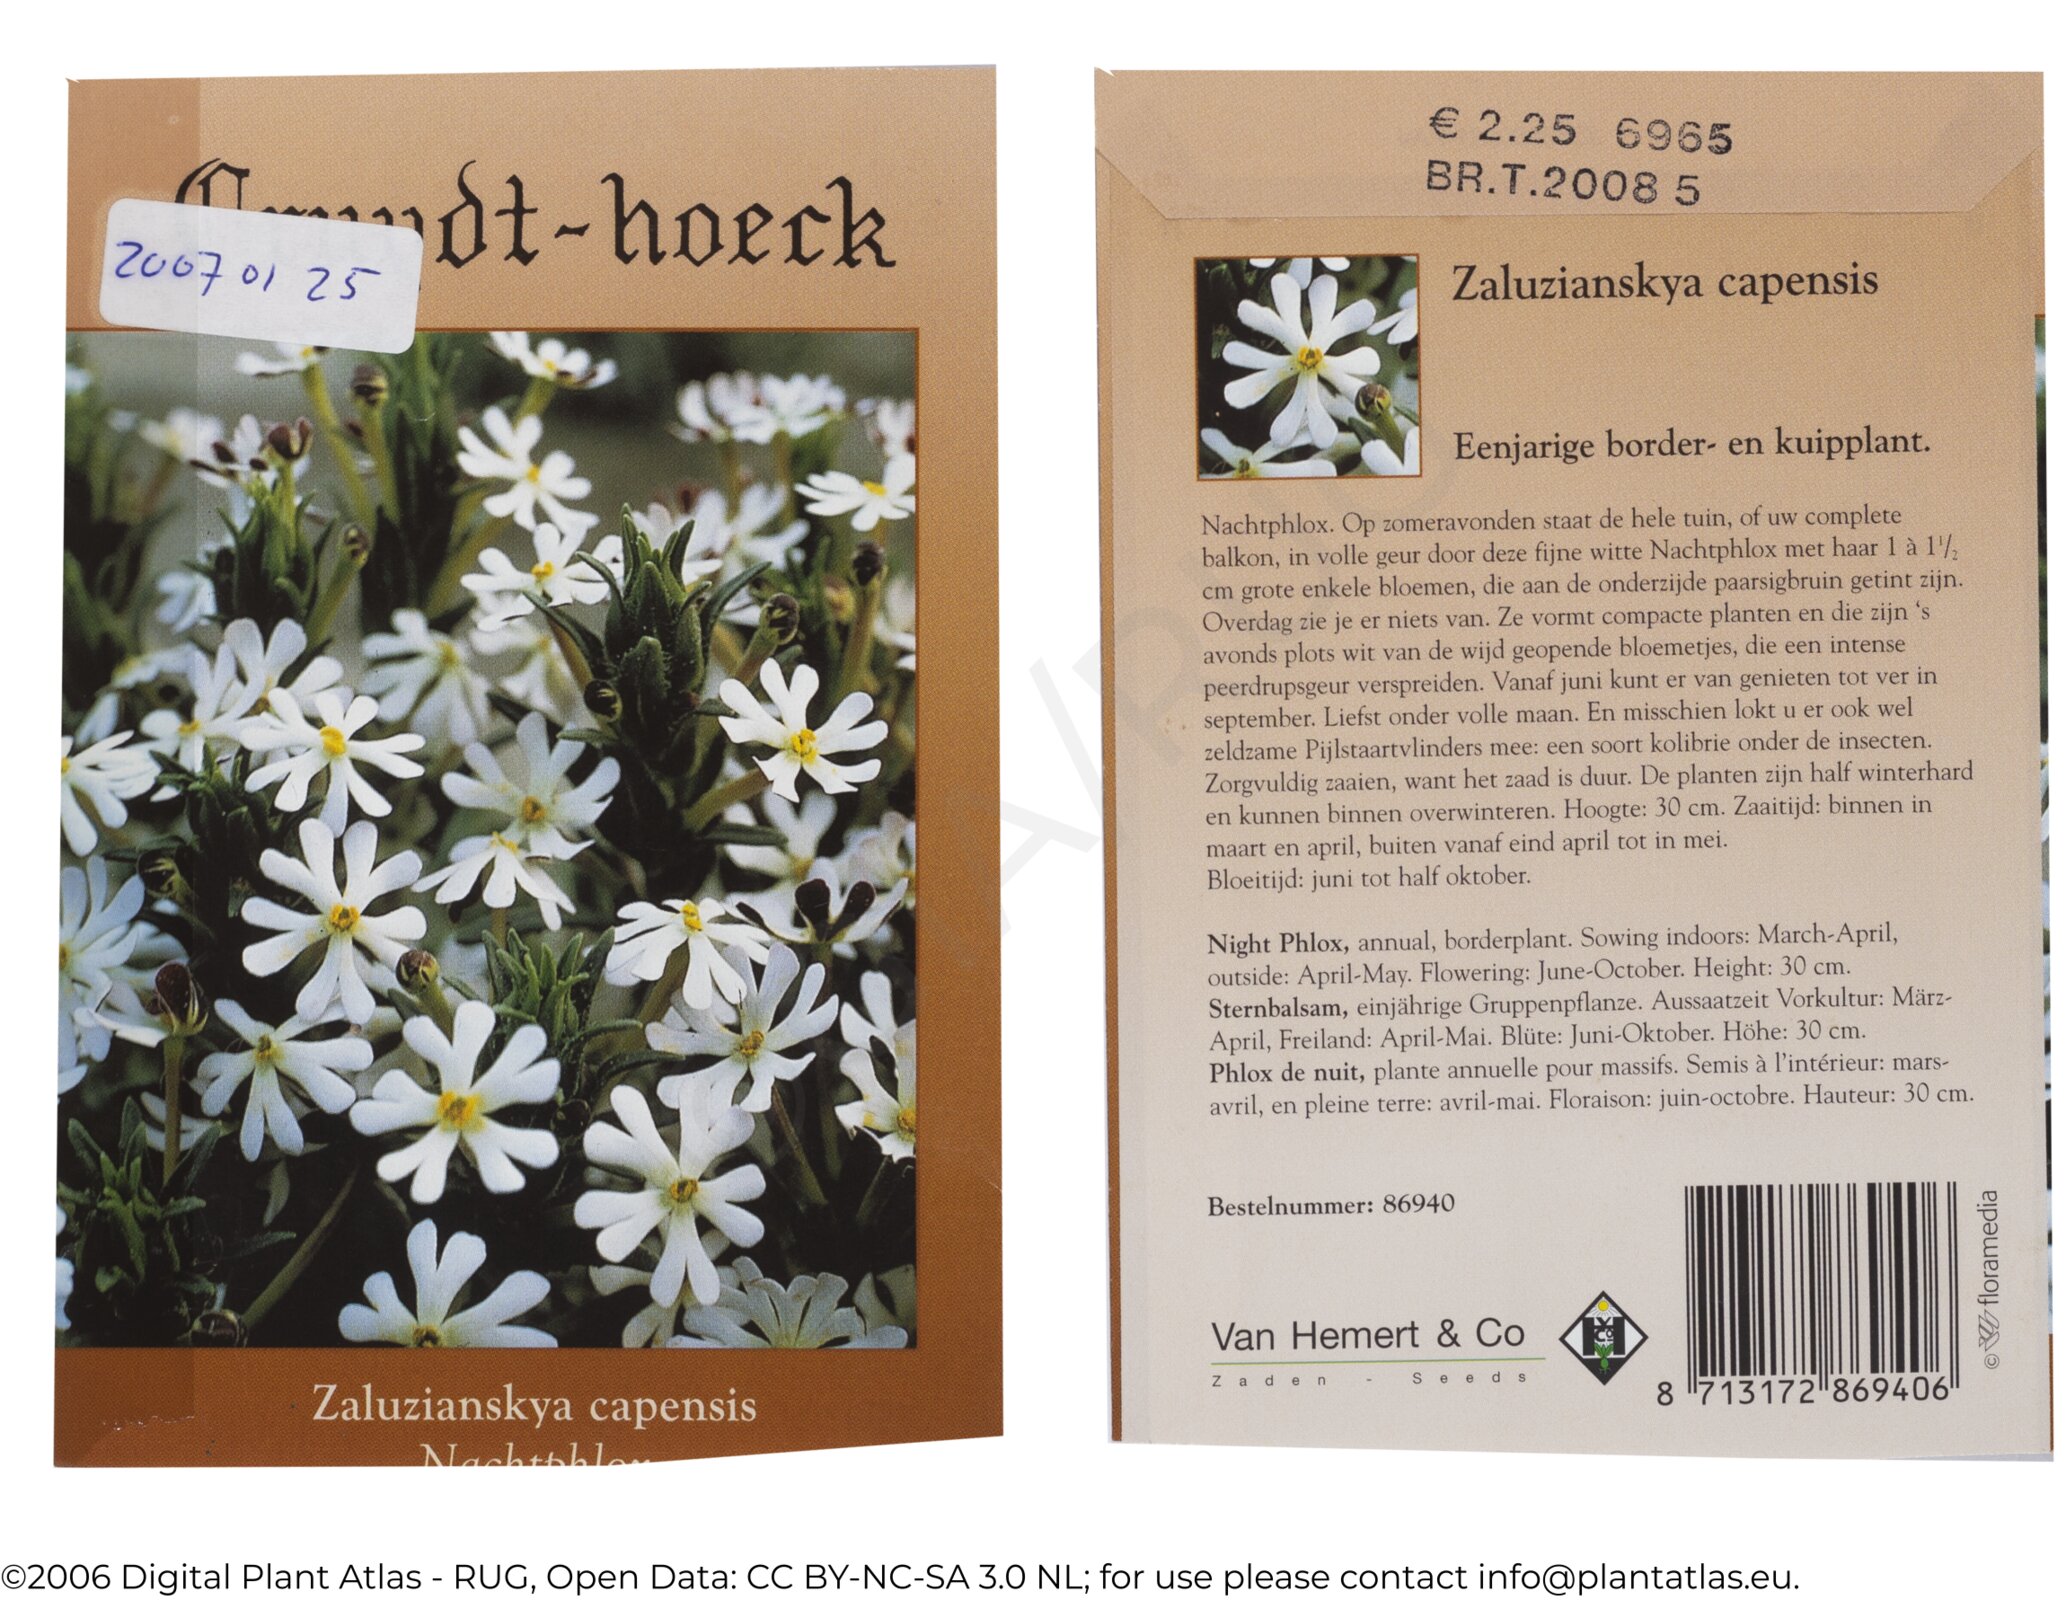 -hoeck
2007 01 25
Zaluzianskya capensis
Nachtphlox
€ 2.25 6965
BR.T.2008 5
Zaluzianskya capensis
Eenjarige border- en kuipplant.
Nachtphlox. Op zomeravonden staat de hele tuin, of uw complete
balkon, in volle geur door deze fijne witte Nachtphlox met haar 1 à 1½
cm grote enkele bloemen, die aan de onderzijde paarsigbruin getint zijn.
Overdag zie je er niets van. Ze vormt compacte planten en die zijn ‘s
avonds plots wit van de wijd geopende bloemetjes, die een intense
peerdrupsgeur verspreiden. Vanaf juni kunt er van genieten tot ver in
september. Liefst onder volle maan. En misschien lokt u er ook wel
zeldzame Pijlstaartvlinders mee: een soort kolibrie onder de insecten.
Zorgvuldig zaaien, want het zaad is duur. De planten zijn half winterhard
en kunnen binnen overwinteren. Hoogte: 30 cm. Zaaitijd: binnen in
maart en april, buiten vanaf eind april tot in mei.
Bloeitijd: juni tot half oktober.
Night Phlox, annual, borderplant. Sowing indoors: March-April,
outside: April-May. Flowering: June-October. Height: 30 cm.
Sternbalsam, einjährige Gruppenpflanze. Aussaatzeit Vorkultur: März-
April, Freiland: April-Mai. Blüte: Juni-Oktober. Höhe: 30 cm.
Phlox de nuit, plante annuelle pour massifs. Semis à l’intérieur: mars-
avril, en pleine terre: avril-mai. Floraison: juin-octobre. Hauteur: 30 cm.
Bestelnummer: 86940
Van Hemert & Co
Zaden - Seeds
8 713172 869406
© floramedia
©2006 Digital Plant Atlas - RUG, Open Data: CC BY-NC-SA 3.0 NL; for use please contact info@plantatlas.eu.